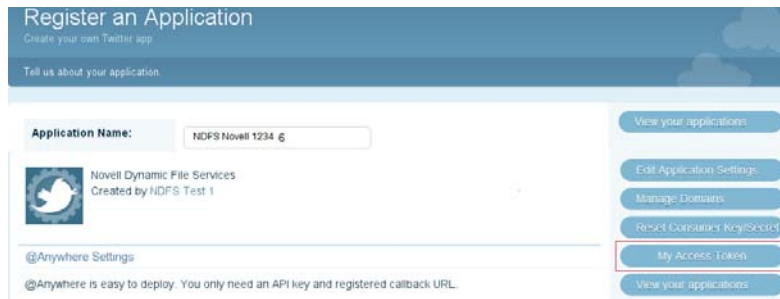 Register an Application
Create your own Twitter app
Tell us about your application.
Application Name:
NDFS Novell 1234 6
Novell Dynamic File Services
Created by NDFS Test 1
@Anywhere Settings
@Anywhere is easy to deploy. You only need an API key and registered callback URL.
View your applications
Edit Application Settings
Manage Domains
Reset Consumer Key/Secret
My Access Token
View your applications